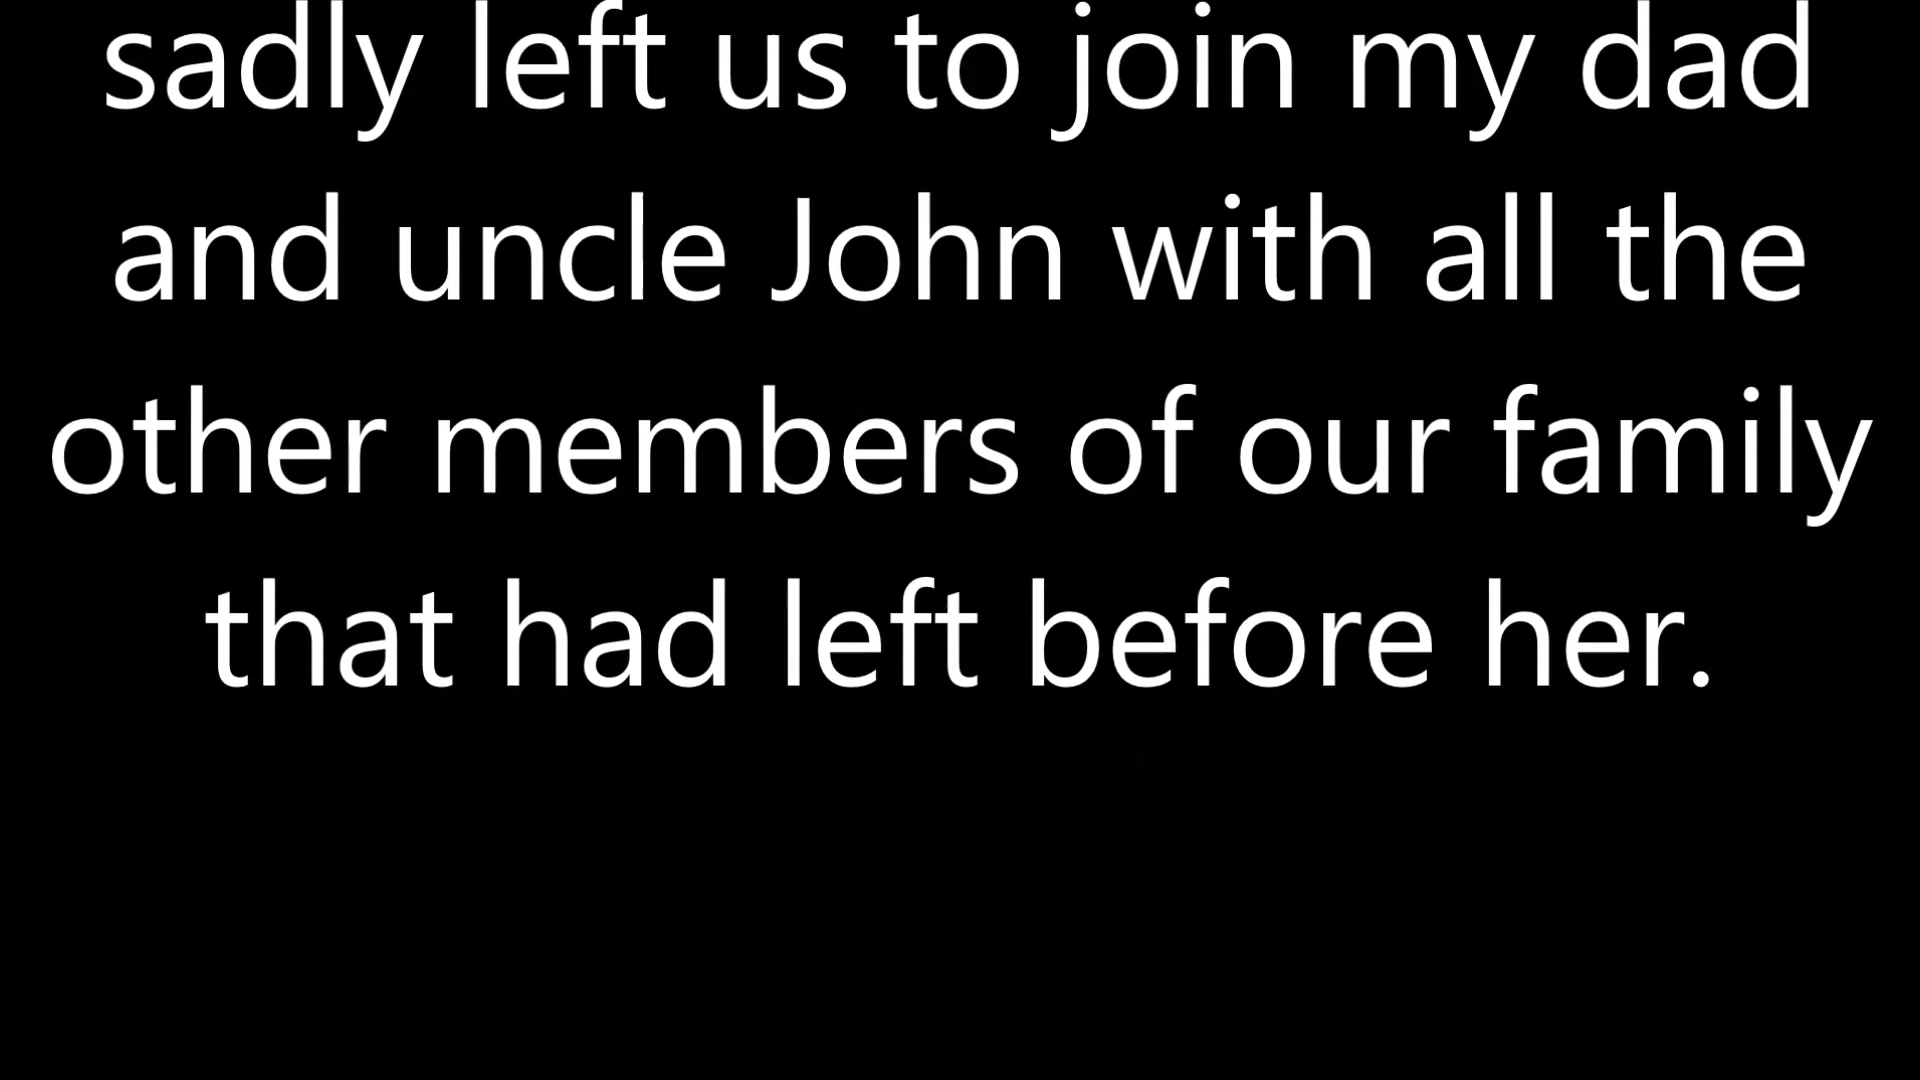 sadly left us to join my dad
and uncle John with all the
other members of our family
that had left before her.